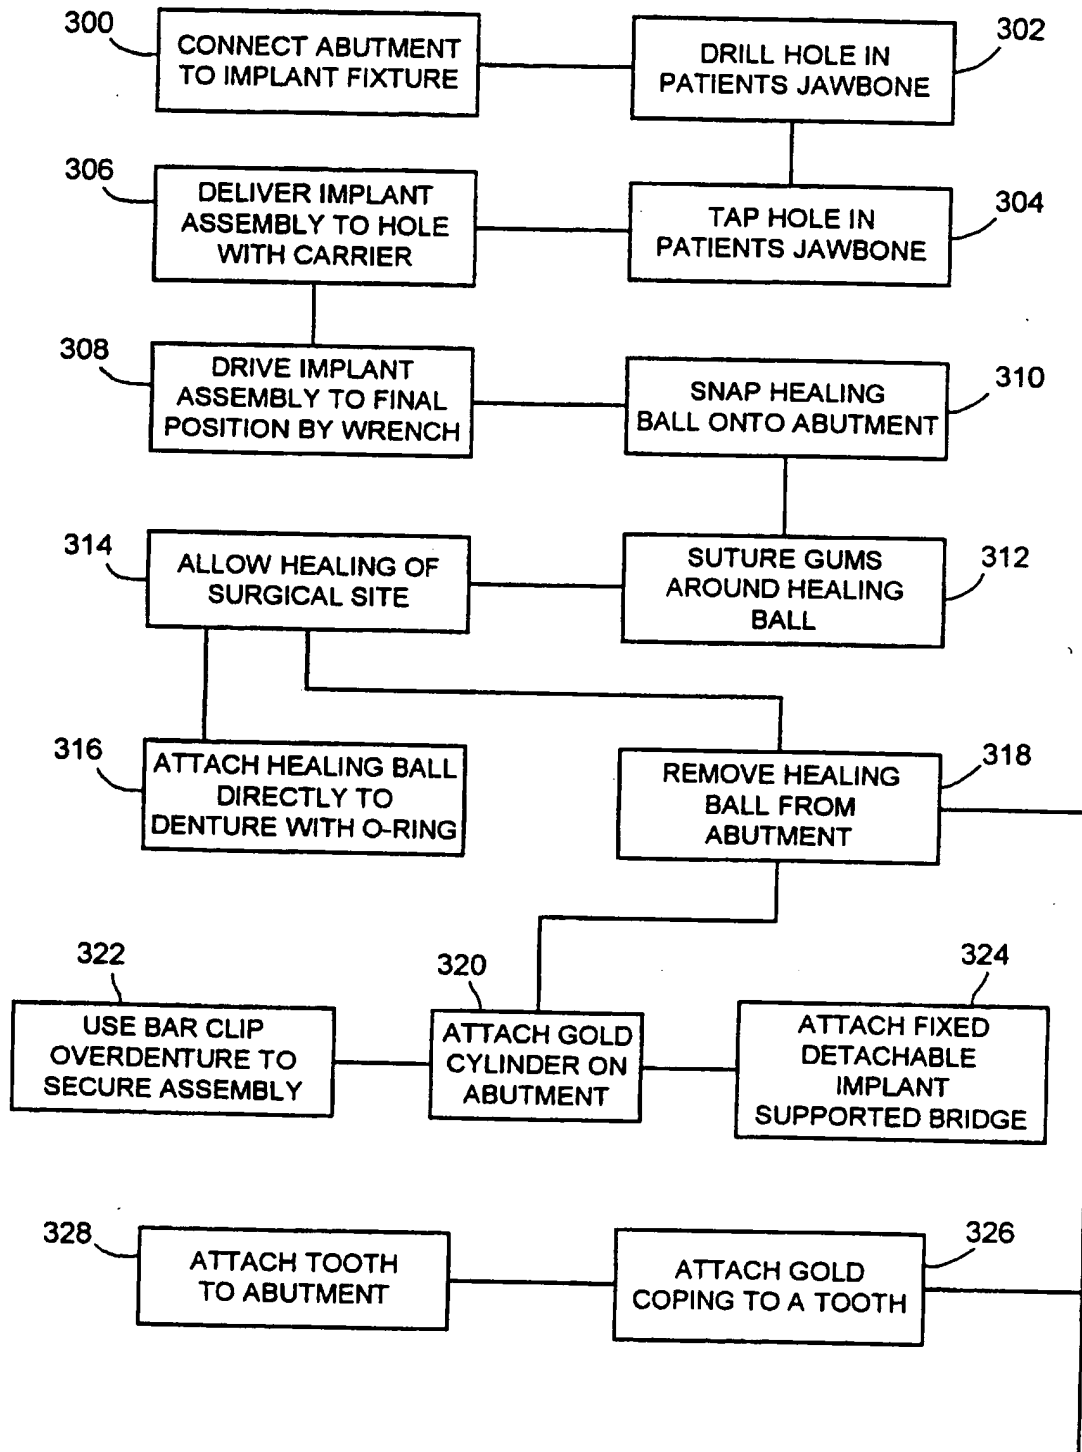 300
CONNECT ABUTMENT
TO IMPLANT FIXTURE
302
DRILL HOLE IN
PATIENTS JAWBONE
306
DELIVER IMPLANT
ASSEMBLY TO HOLE
WITH CARRIER
304
TAP HOLE IN
PATIENTS JAWBONE
308
DRIVE IMPLANT
ASSEMBLY TO FINAL
POSITION BY WRENCH
310
SNAP HEALING
BALL ONTO ABUTMENT
314
ALLOW HEALING OF
SURGICAL SITE
312
SUTURE GUMS
AROUND HEALING
BALL
316
ATTACH HEALING BALL
DIRECTLY TO
DENTURE WITH O-RING
318
REMOVE HEALING
BALL FROM
ABUTMENT
322
USE BAR CLIP
OVERDENTURE TO
SECURE ASSEMBLY
320
ATTACH GOLD
CYLINDER ON
ABUTMENT
324
ATTACH FIXED
DETACHABLE
IMPLANT
SUPPORTED BRIDGE
328
ATTACH TOOTH
TO ABUTMENT
326
ATTACH GOLD
COPING TO A TOOTH